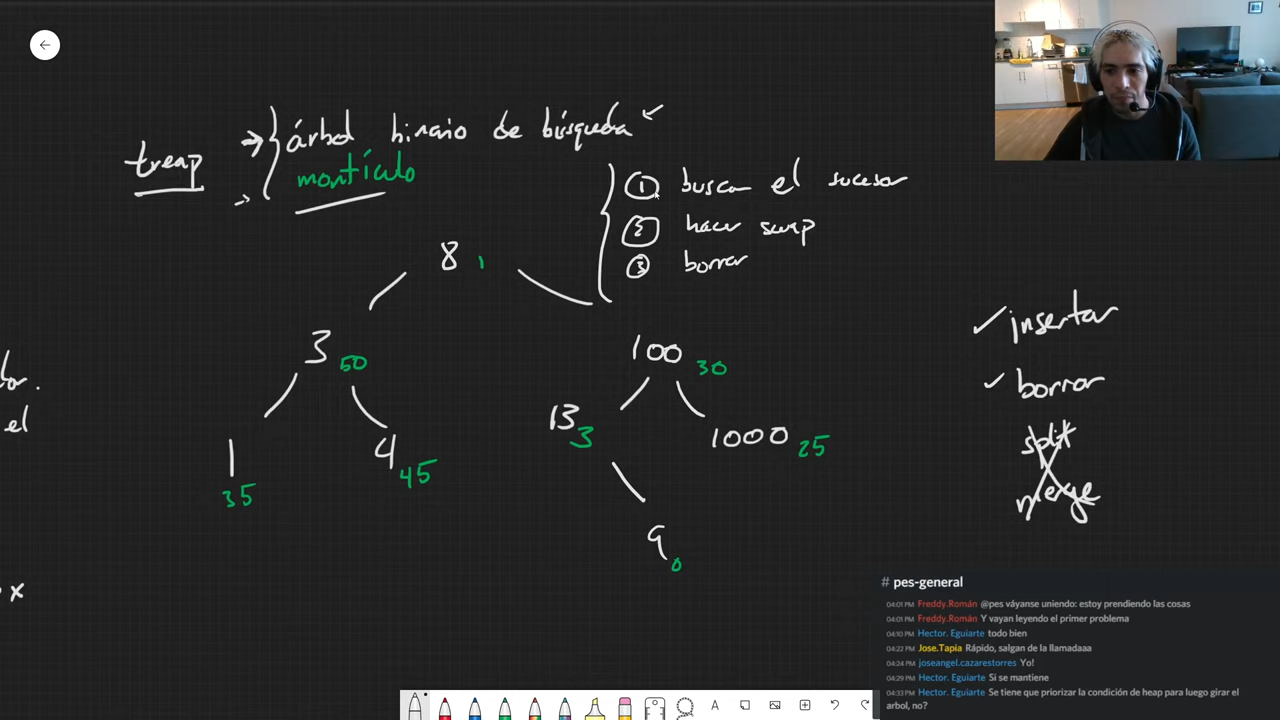 treap
árbol binario de búsqueda
montículo
1 buscar el sucesor
2 hacer swap
3 borrar
8 1
3 50
100 30
1 35
4 45
13 3
1000 25
9 0
insertar
borrar
split
merge
el
x
# pes-general
04:01 PM Freddy.Román @pes váyanse uniendo: estoy prendiendo las cosas
04:01 PM Freddy.Román Y vayan leyendo el primer problema
04:10 PM Hector. Eguiarte todo bien
04:22 PM Jose.Tapia Rápido, salgan de la llamadaaa
04:24 PM joseangel.cazarestorres Yo!
04:29 PM Hector. Eguiarte Si se mantiene
04:33 PM Hector. Eguiarte Se tiene que priorizar la condición de heap para luego girar el
arbol, no?